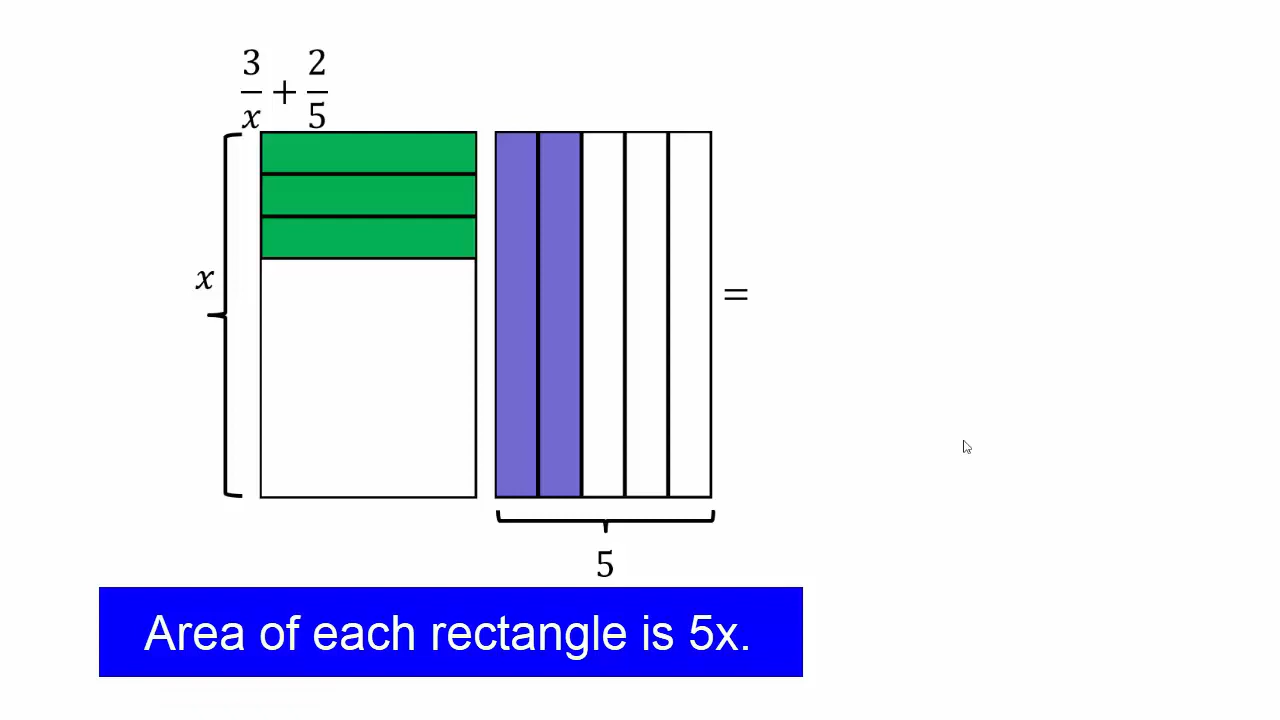 3/x + 2/5
x
=
5
Area of each rectangle is 5x.